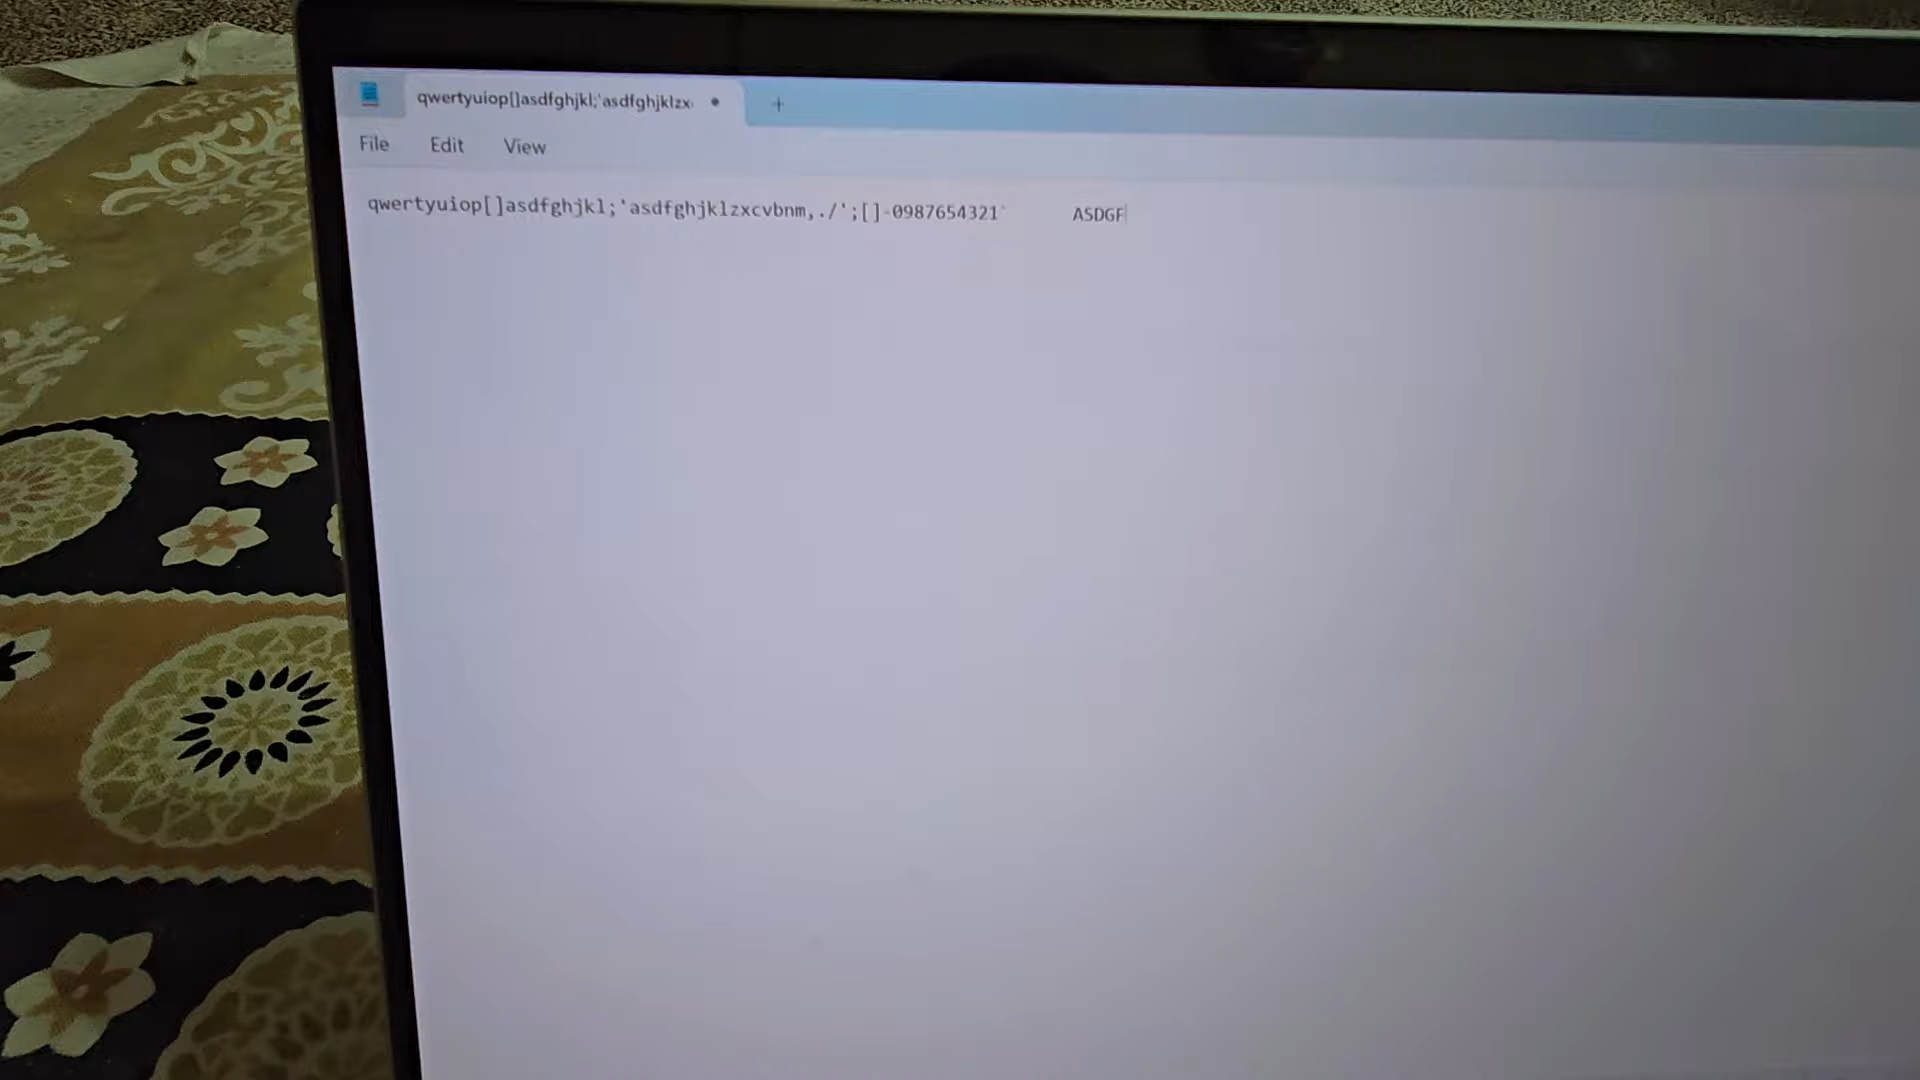 qwertyuiop[]asdfghjkl;'asdfghjklzx
File Edit View
qwertyuiop[]asdfghjkl;'asdfghjklzxcvbnm,./';[]-0987654321` ASDGF